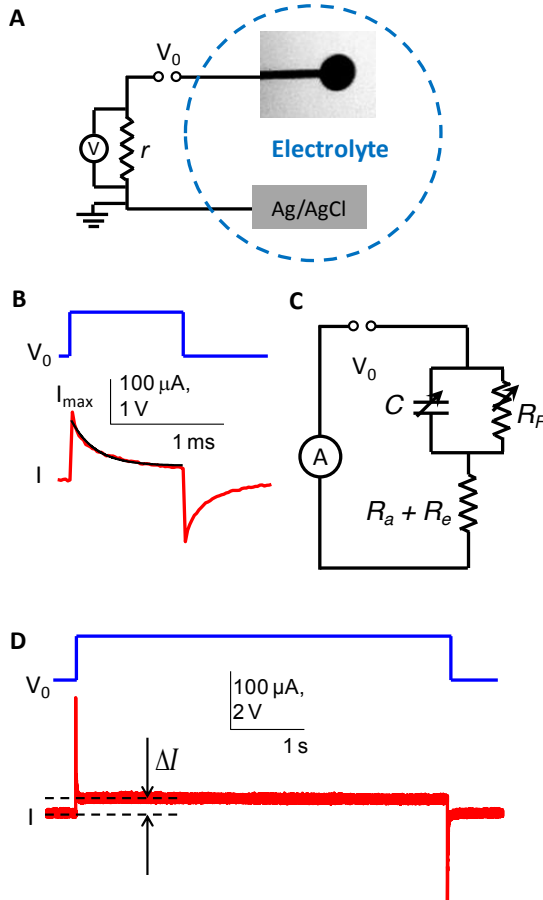 A
V₀
V
r
Electrolyte
Ag/AgCl
B
V₀
100 μA,
1 V
1 ms
Iₘₐₓ
I
C
V₀
C
R_P
A
Rₐ + Rₑ
D
V₀
100 μA,
2 V
1 s
ΔI
I